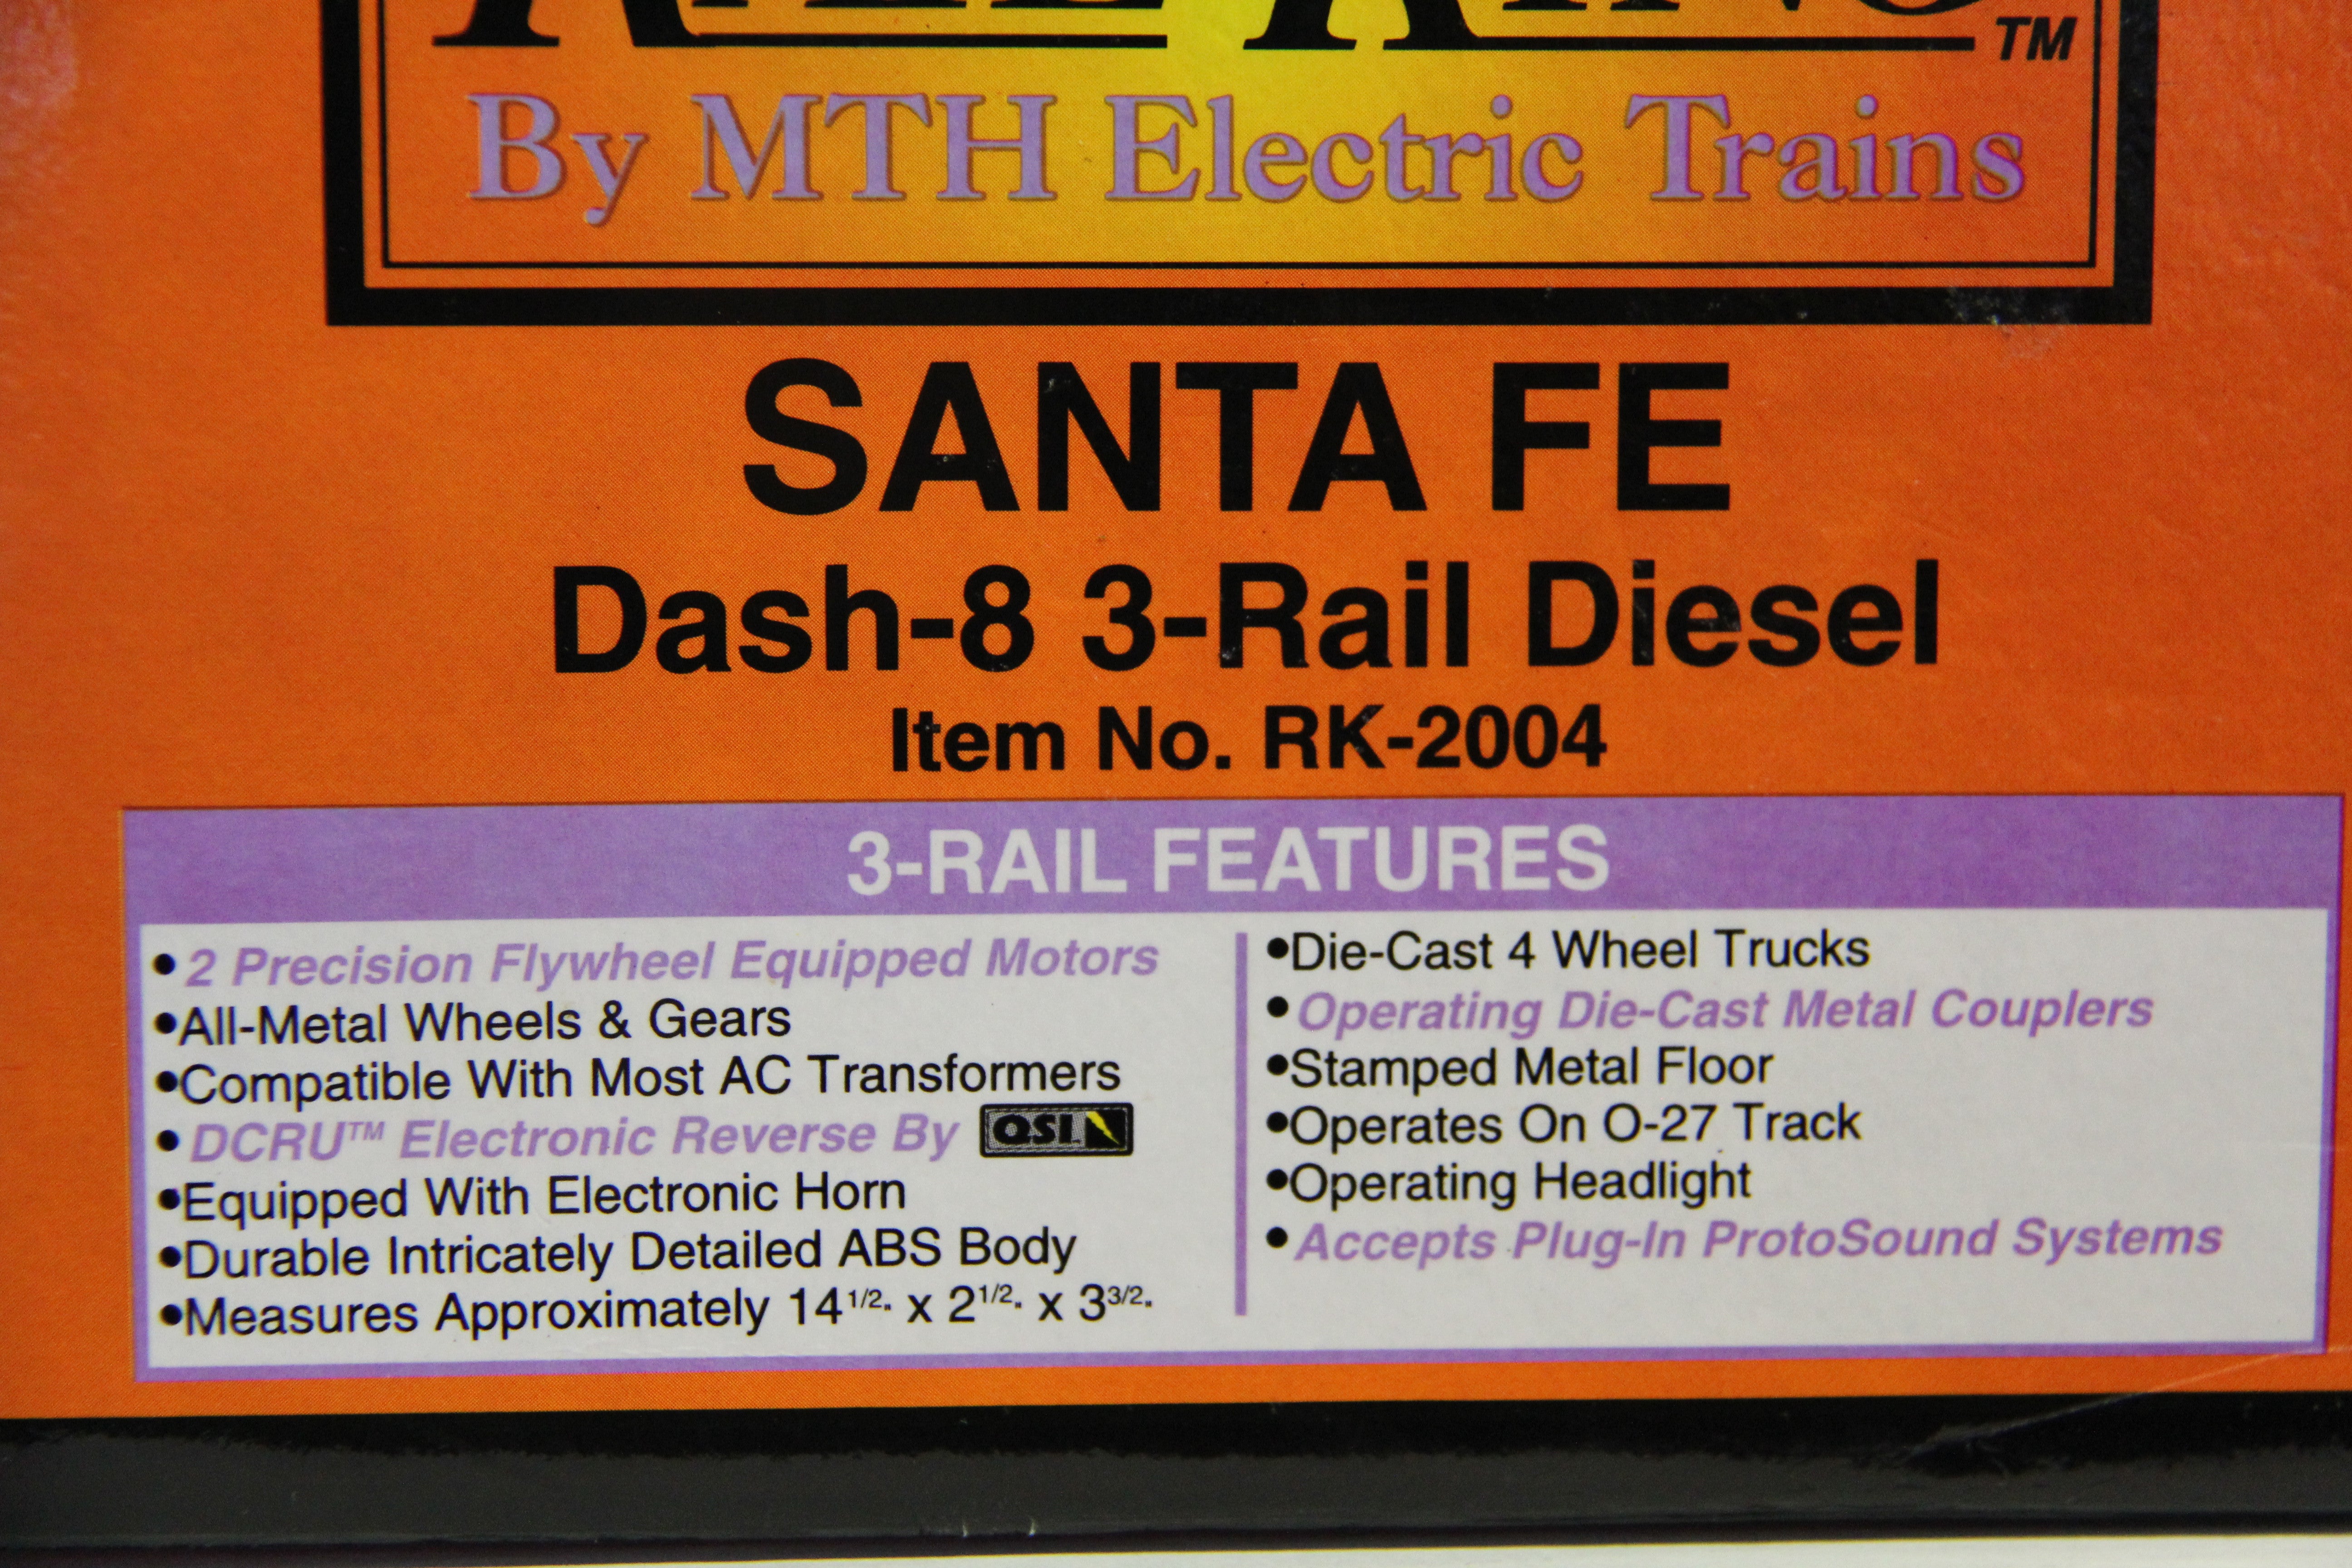 TM
By MTH Electric Trains
SANTA FE
Dash-8 3-Rail Diesel
Item No. RK-2004
3-RAIL FEATURES
• 2 Precision Flywheel Equipped Motors
•All-Metal Wheels & Gears
•Compatible With Most AC Transformers
• DCRU™ Electronic Reverse By QSI
•Equipped With Electronic Horn
•Durable Intricately Detailed ABS Body
•Measures Approximately 14 1/2" x 2 1/2" x 3 3/2"
•Die-Cast 4 Wheel Trucks
• Operating Die-Cast Metal Couplers
•Stamped Metal Floor
•Operates On O-27 Track
•Operating Headlight
• Accepts Plug-In ProtoSound Systems